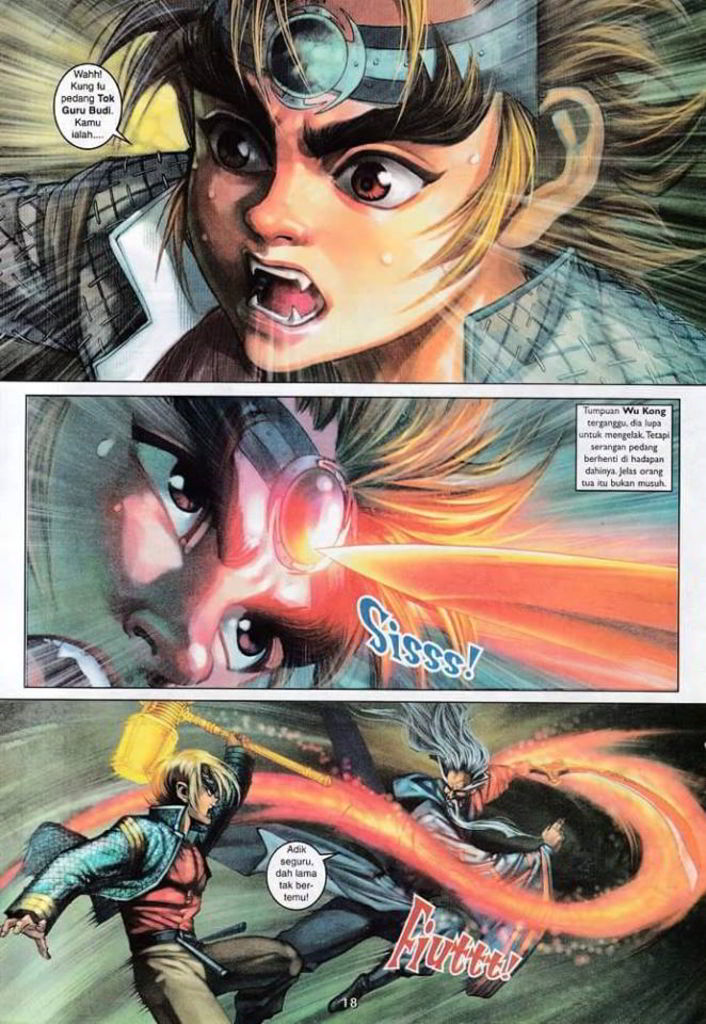 Wahh!
Kung fu
pedang Tok
Guru Budi.
Kamu
ialah....
Tumpuan Wu Kong
terganggu, dia lupa
untuk mengelak. Tetapi
serangan pedang
berhenti di hadapan
dahinya. Jelas orang
tua itu bukan musuh.
Sisss!
Adik
seguru,
dah lama
tak ber-
temu!
Fiuttt!
18